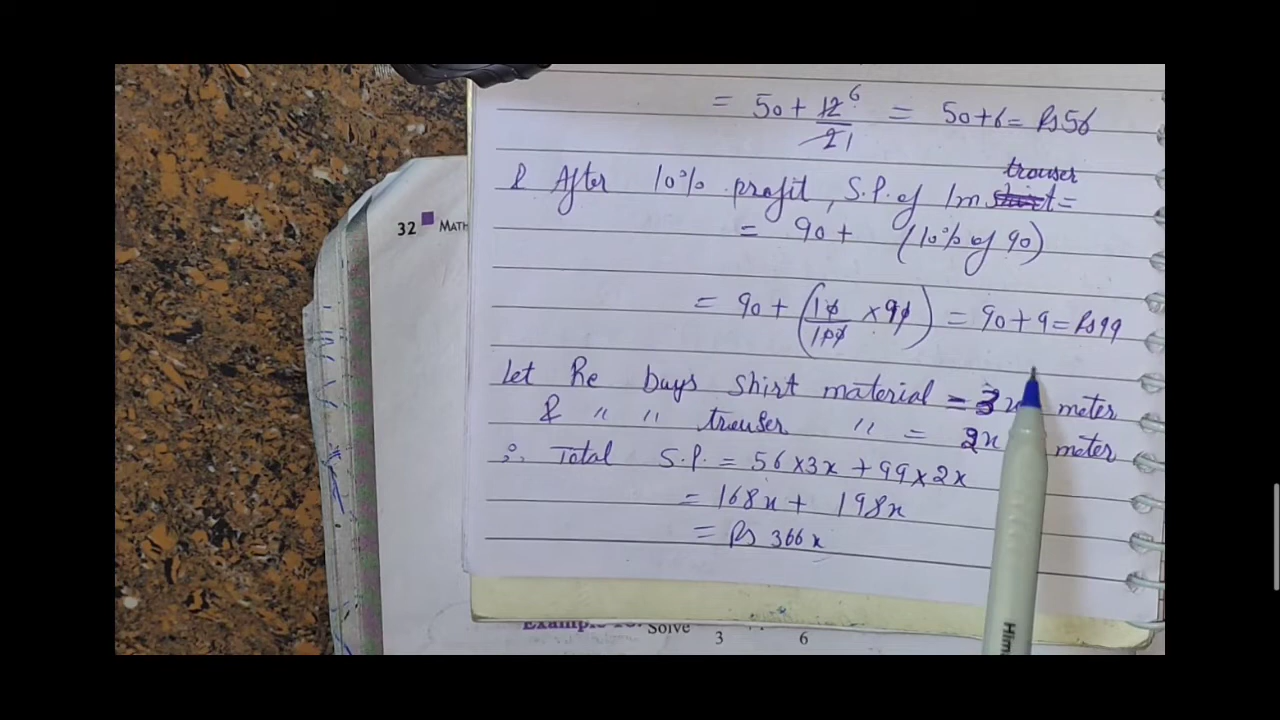 = 50 + 12 6 / 21 = 50+6 = Rs 56
& After 10% profit, S.P. of 1m trouser =
= 90 + (10% of 90)
= 90 + (10/100 × 90) = 90 + 9 = Rs 99
32 ■ MATH
Let he buys shirt material = 3x meter
& " " trouser " = 2x meter
∴ Total S.P. = 56×3x + 99×2x
= 168x + 198x
= Rs 366x
Solve
3 6
Him